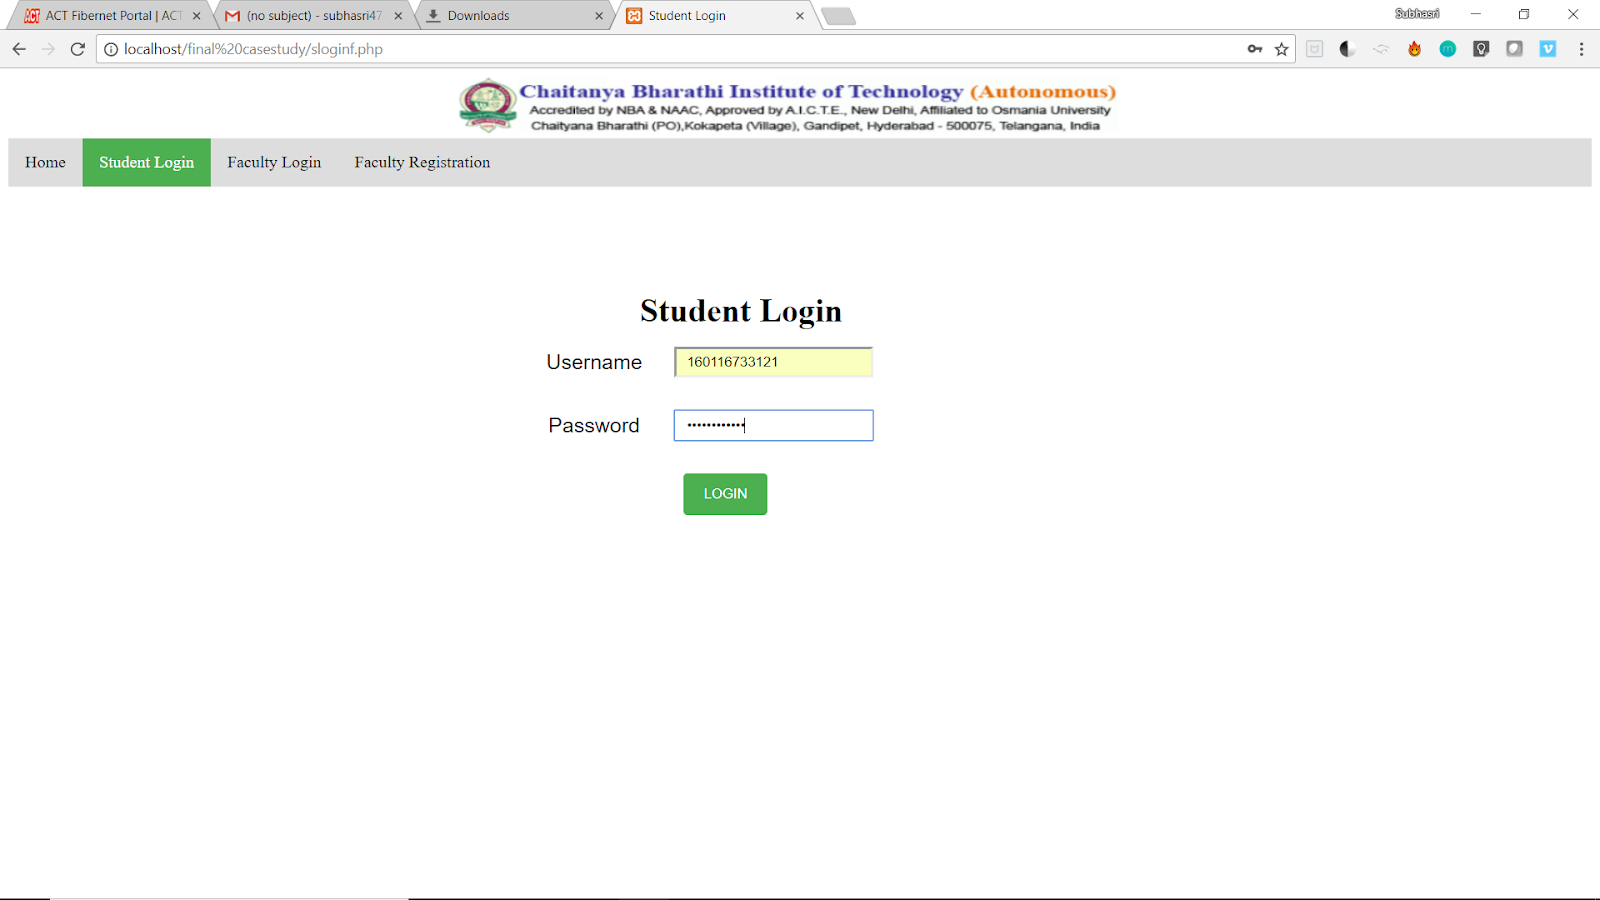 ACT Fibernet Portal | ACT
(no subject) - subhasri47
Downloads
Student Login
Subhasri
localhost/final%20casestudy/sloginf.php
Chaitanya Bharathi Institute of Technology (Autonomous)
Accredited by NBA & NAAC, Approved by A.I.C.T.E., New Delhi, Affiliated to Osmania University
Chaityana Bharathi (PO),Kokapeta (Village), Gandipet, Hyderabad - 500075, Telangana, India
Home Student Login Faculty Login Faculty Registration
Student Login
Username 160116733121
Password ••••••••••••
LOGIN